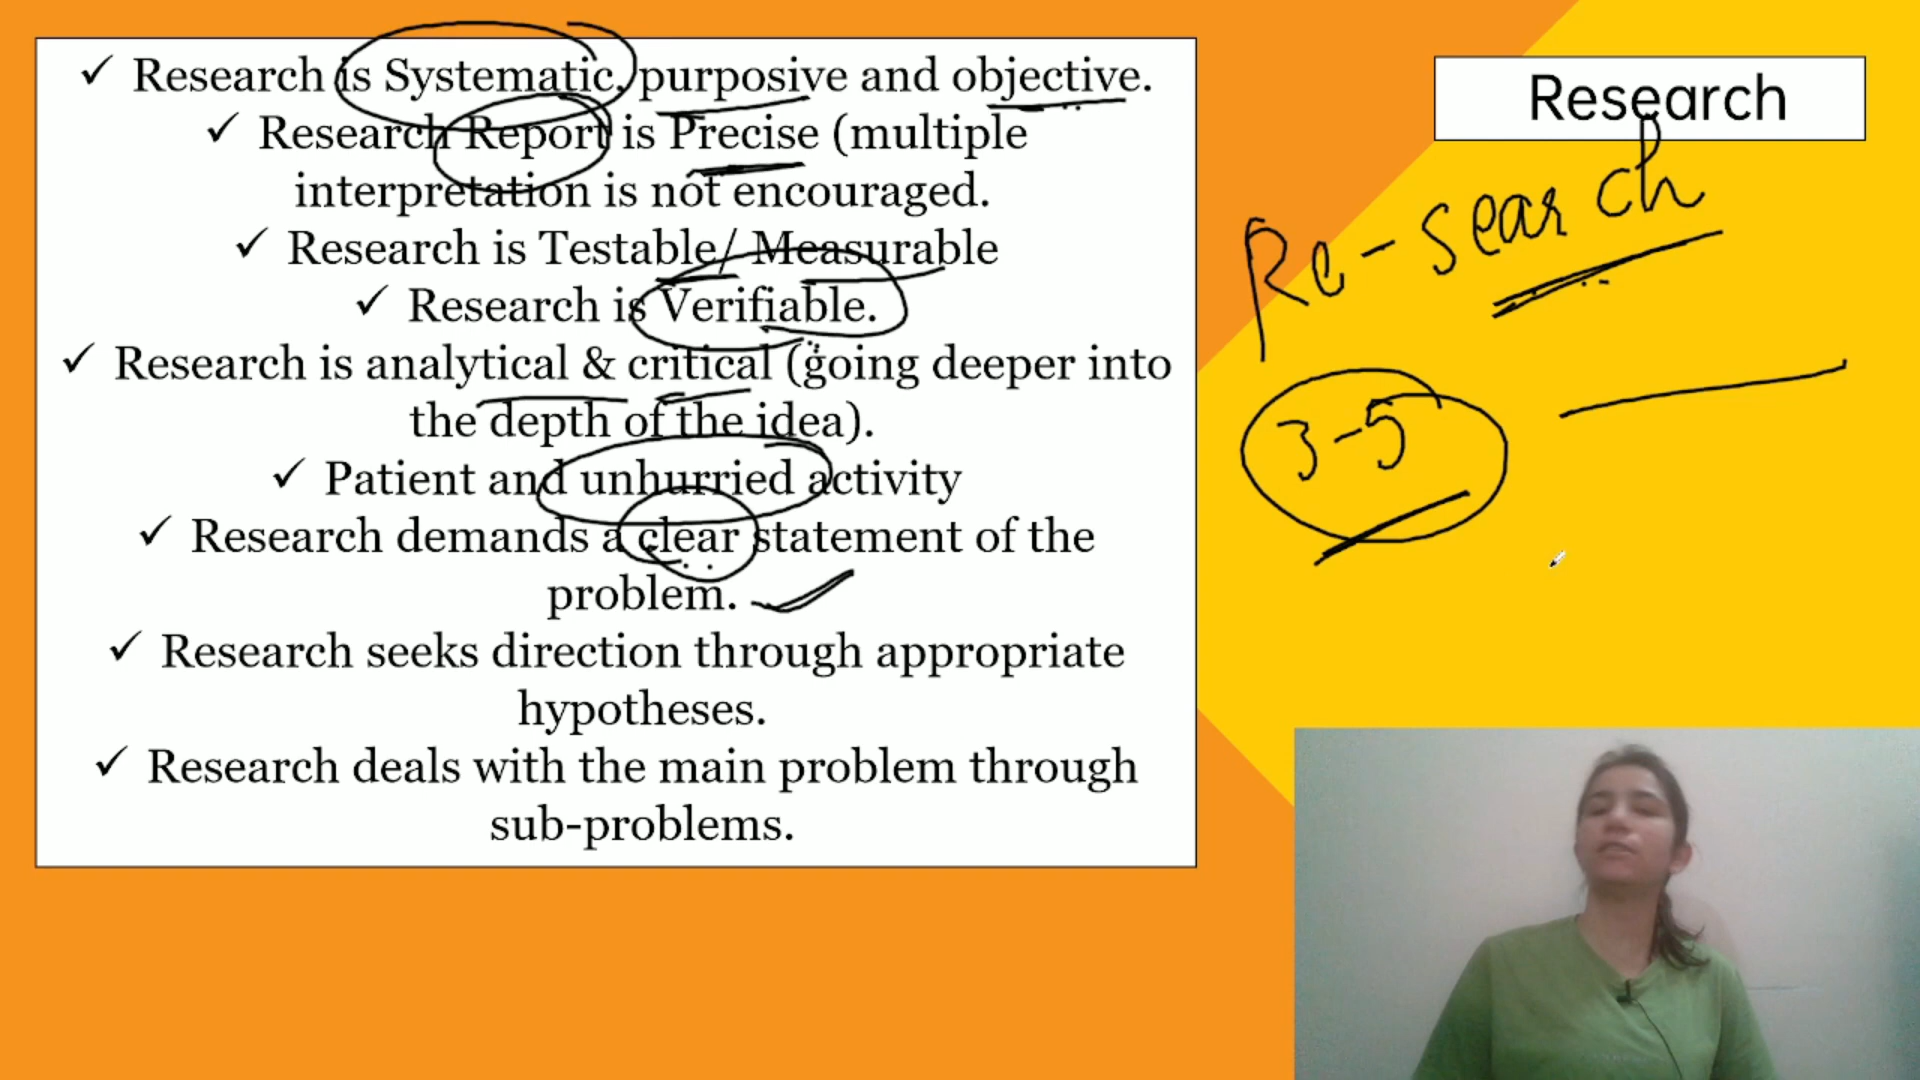 ✓ Research is Systematic, purposive and objective.
✓ Research Report is Precise (multiple
interpretation is not encouraged.
✓ Research is Testable/ Measurable
✓ Research is Verifiable.
✓ Research is analytical & critical (going deeper into
the depth of the idea).
✓ Patient and unhurried activity
✓ Research demands a clear statement of the
problem.
✓ Research seeks direction through appropriate
hypotheses.
✓ Research deals with the main problem through
sub-problems.
Research
Re-search
3-5